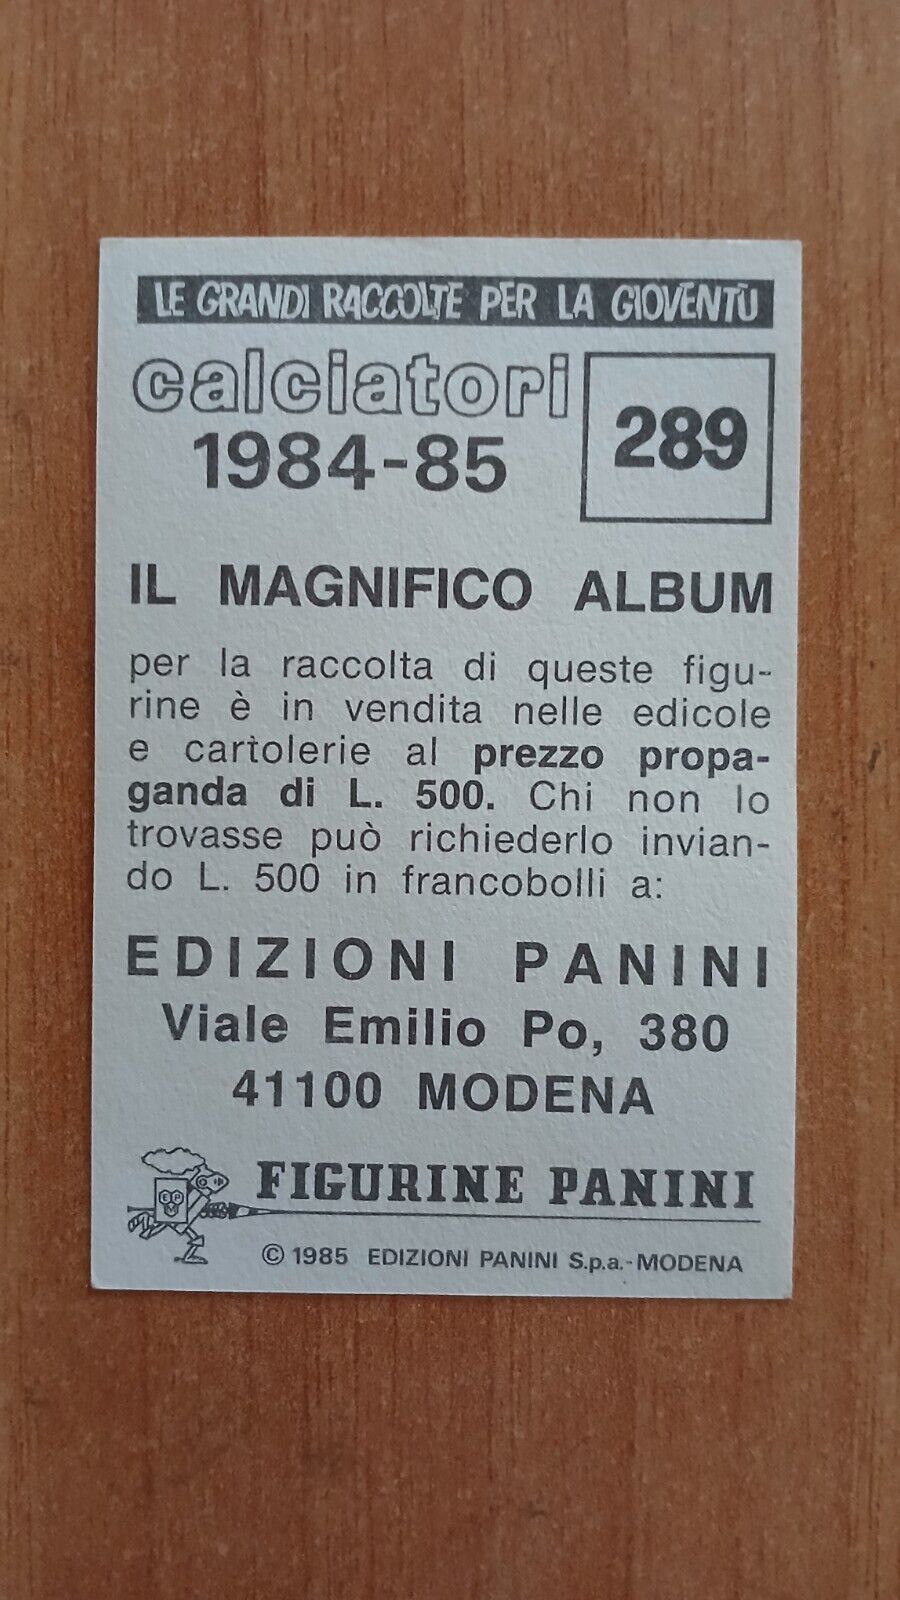 LE GRANDI RACCOLTE PER LA GIOVENTÙ
calciatori
1984-85
289
IL MAGNIFICO ALBUM
per la raccolta di queste figu-
rine è in vendita nelle edicole
e cartolerie al prezzo propa-
ganda di L. 500. Chi non lo
trovasse può richiederlo invian-
do L. 500 in francobolli a:
EDIZIONI PANINI
Viale Emilio Po, 380
41100 MODENA
FIGURINE PANINI
© 1985 EDIZIONI PANINI S.p.a.-MODENA